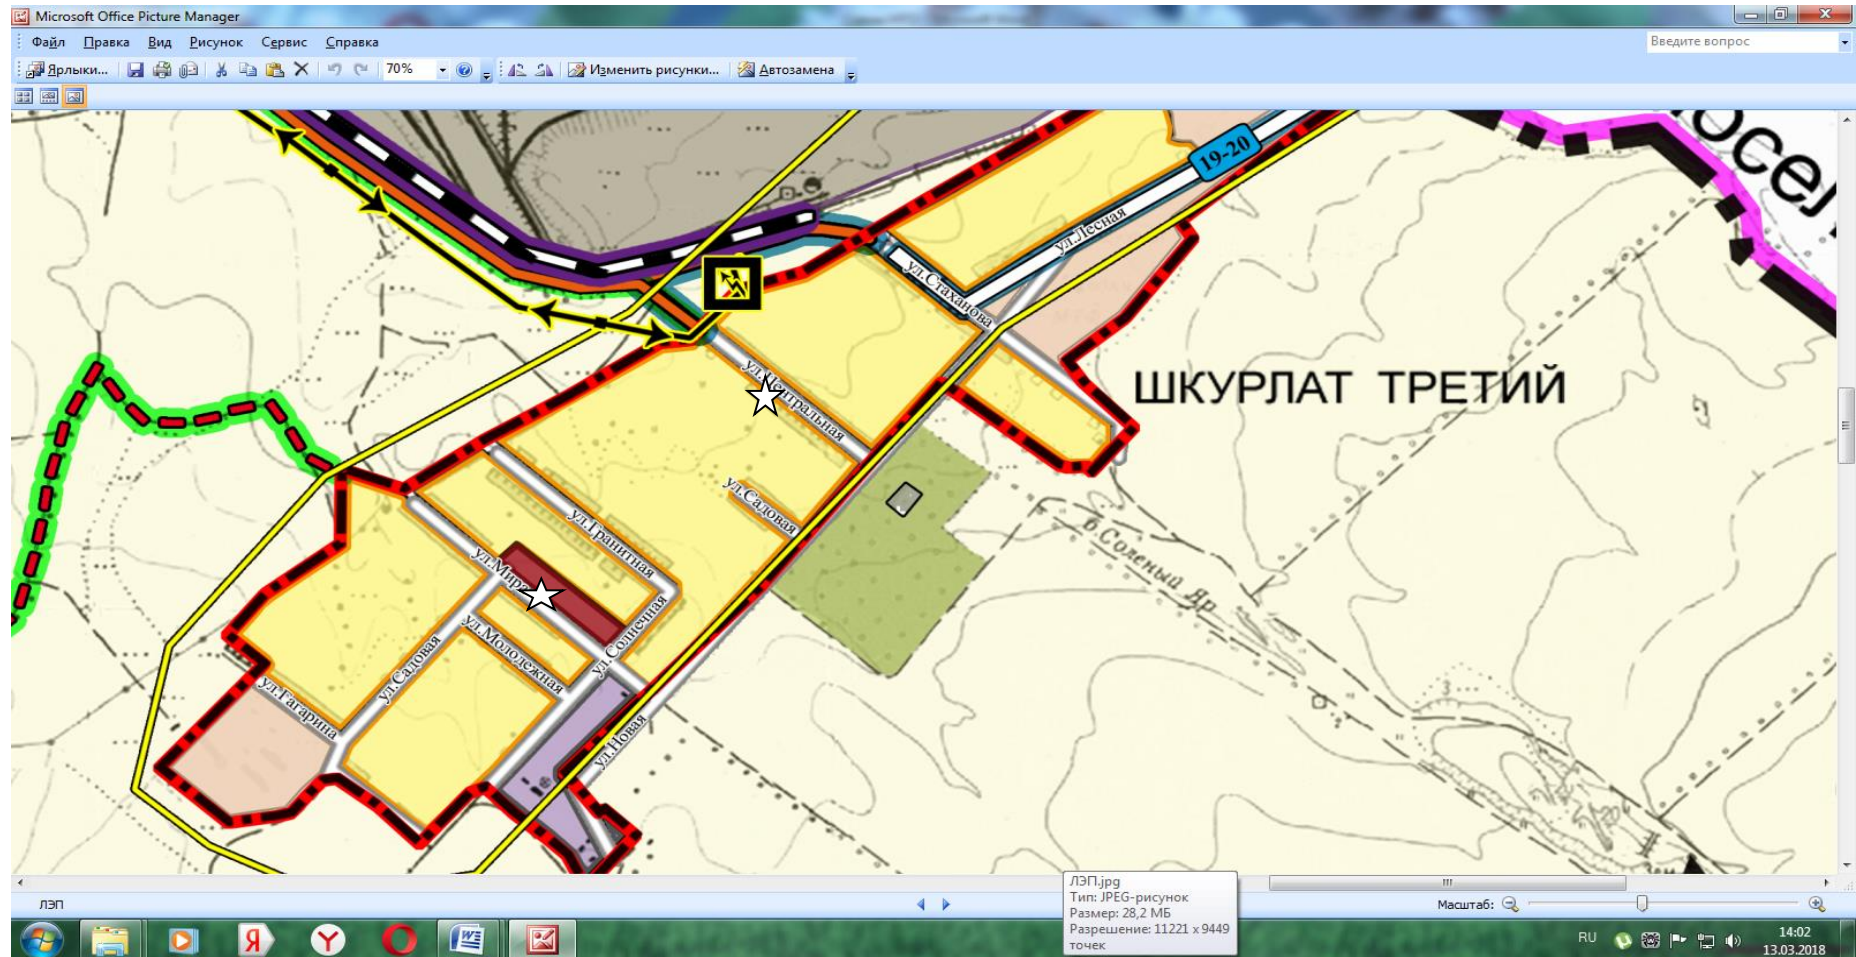 Microsoft Office Picture Manager
Файл Правка Вид Рисунок Сервис Справка
Введите вопрос
Ярлыки... 70% Изменить рисунки... Автозамена
19-20
ул.Лесная
ул.Стаханова
ШКУРЛАТ ТРЕТИЙ
ул.Центральная
ул.Садовая
ул.Гранитная
ул.Мира
б.Соленый Яр
ул.Солнечная
ул.Молодежная
ул.Садовая
ул.Гагарина
ул.Новая
3
ЛЭП.jpg
Тип: JPEG-рисунок
Размер: 28,2 МБ
Разрешение: 11221 x 9449
точек
ЛЭП
Масштаб:
RU
14:02
13.03.2018